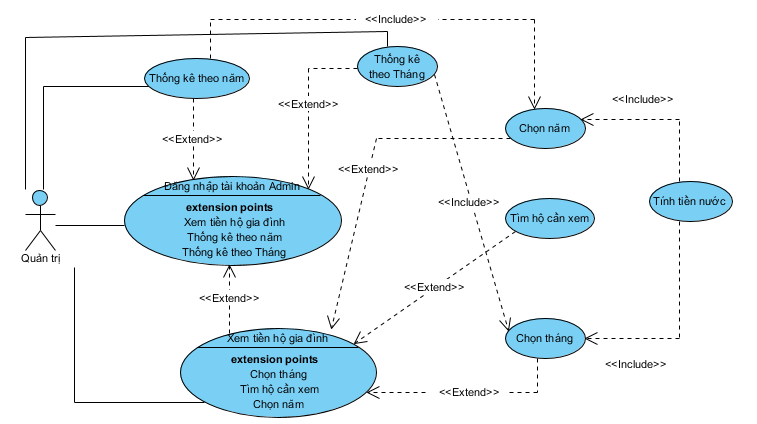 <<Include>>
Thống kê
theo Tháng
Thống kê theo năm
<<Extend>>
<<Include>>
Chọn năm
<<Extend>>
<<Extend>>
Đăng nhập tài khoản Admin
extension points
Xem tiền hộ gia đình
Thống kê theo năm
Thống kê theo Tháng
<<Include>>
Tính tiền nước
Tìm hộ cần xem
Quản trị
<<Extend>>
<<Extend>>
Xem tiền hộ gia đình
extension points
Chọn tháng
Tìm hộ cần xem
Chọn năm
Chọn tháng
<<Include>>
<<Extend>>